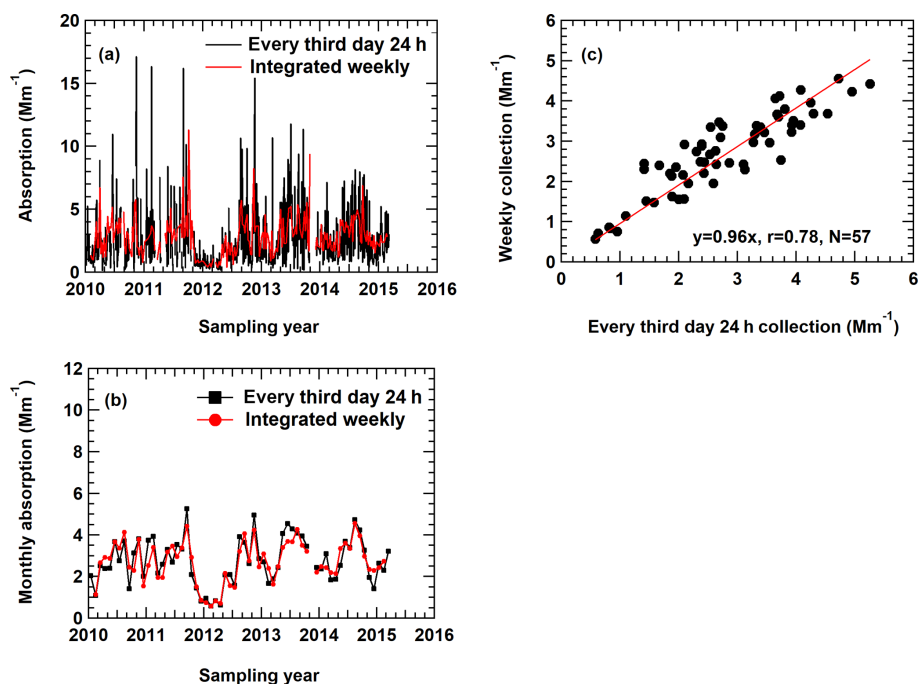 (a)
Every third day 24 h
Integrated weekly
Absorption (Mm-1)
20
15
10
5
0
2010 2011 2012 2013 2014 2015 2016
Sampling year
(c)
Weekly collection (Mm-1)
6
5
4
3
2
1
0
y=0.96x, r=0.78, N=57
0 1 2 3 4 5 6
Every third day 24 h collection (Mm-1)
(b)
Every third day 24 h
Integrated weekly
Monthly absorption (Mm-1)
12
10
8
6
4
2
0
2010 2011 2012 2013 2014 2015 2016
Sampling year